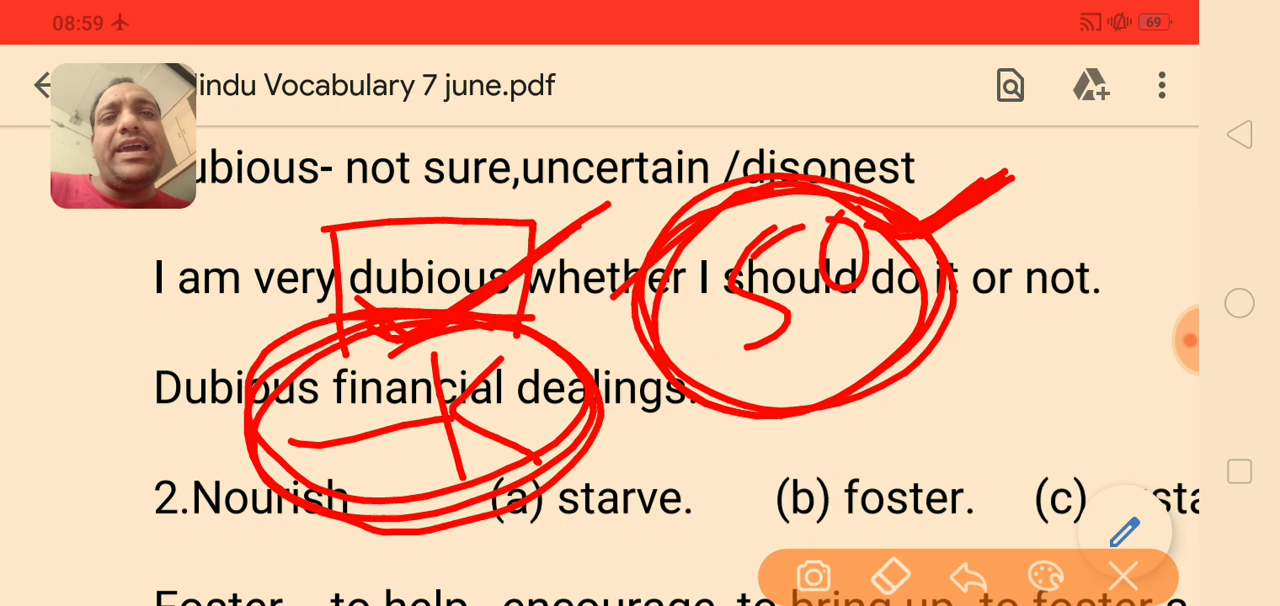 08:59 69
indu Vocabulary 7 june.pdf
ubious- not sure,uncertain /disonest
I am very dubious whether I should do it or not.
50
Dubious financial dealings.
-K
2.Nourish (a) starve. (b) foster. (c)
Foster to help encourage to bring up to foster a